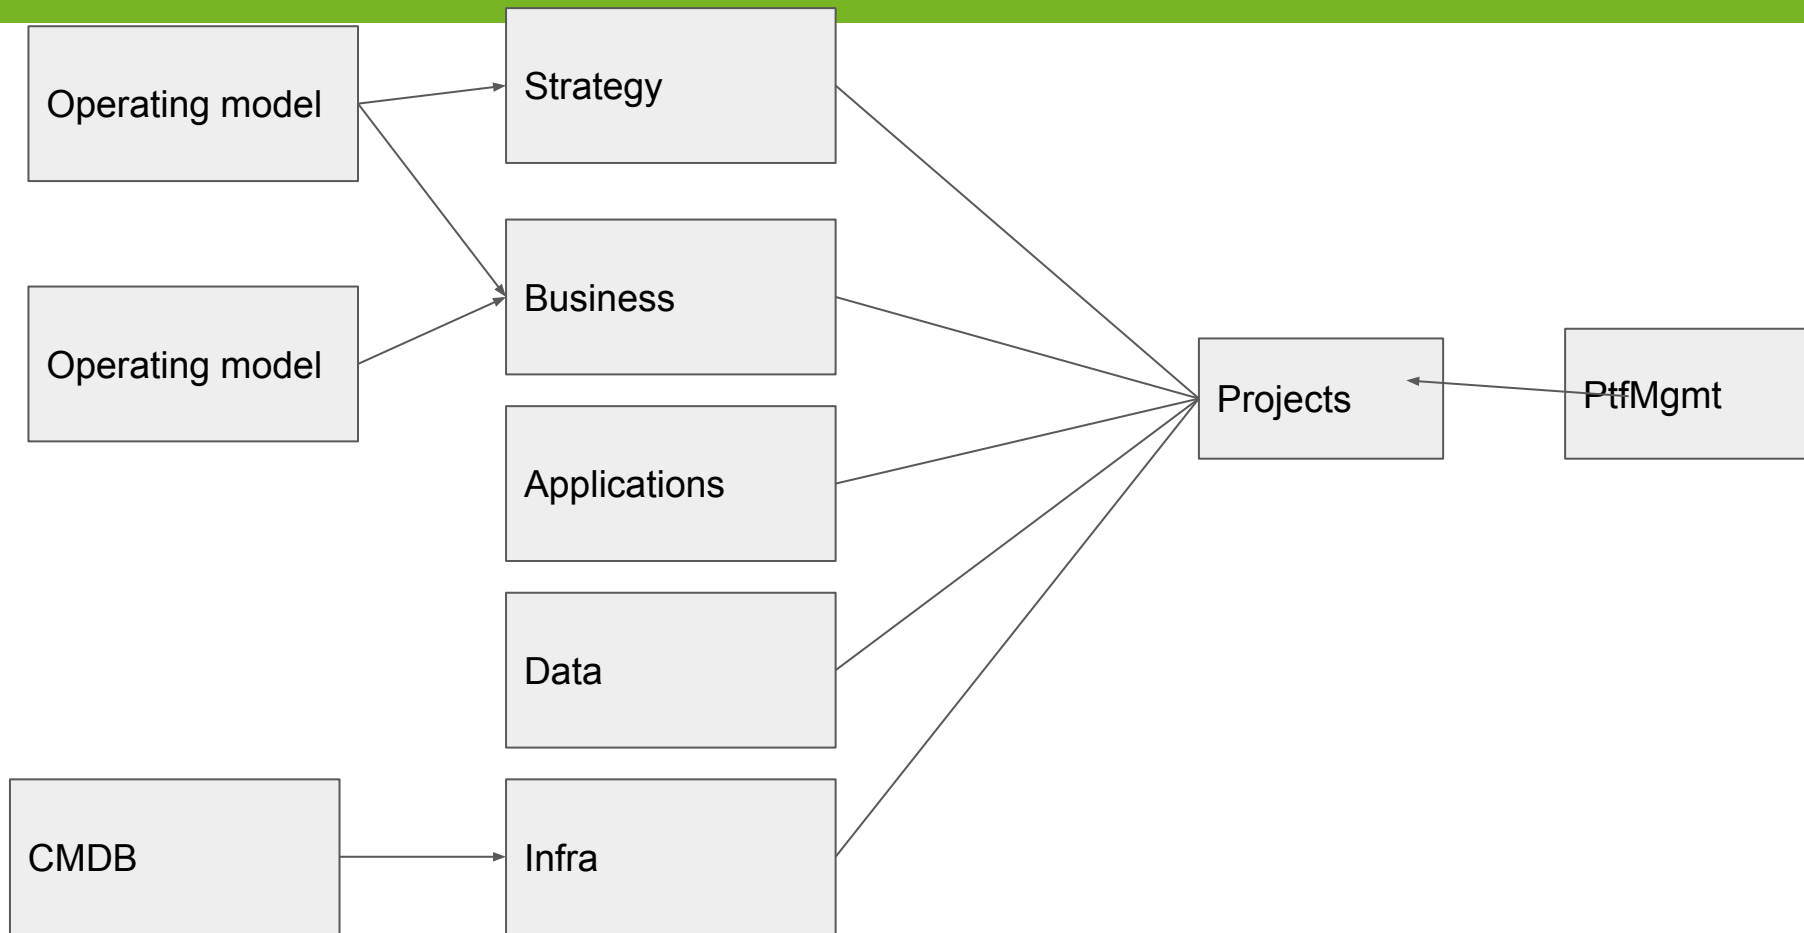 Operating model
Strategy
Business
Operating model
Applications
Projects
PtfMgmt
Data
CMDB
Infra